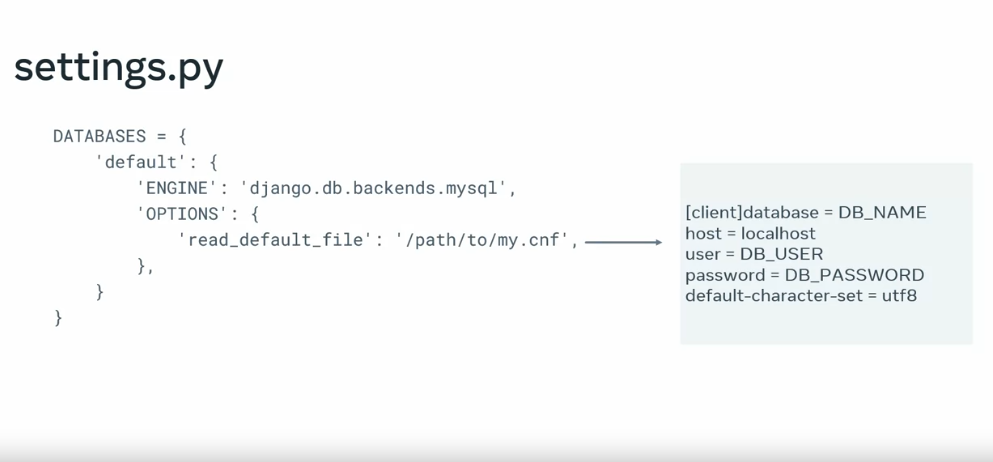 settings.py
DATABASES = {
'default': {
'ENGINE': 'django.db.backends.mysql',
'OPTIONS': {
'read_default_file': '/path/to/my.cnf',
},
}
}
[client]database = DB_NAME
host = localhost
user = DB_USER
password = DB_PASSWORD
default-character-set = utf8